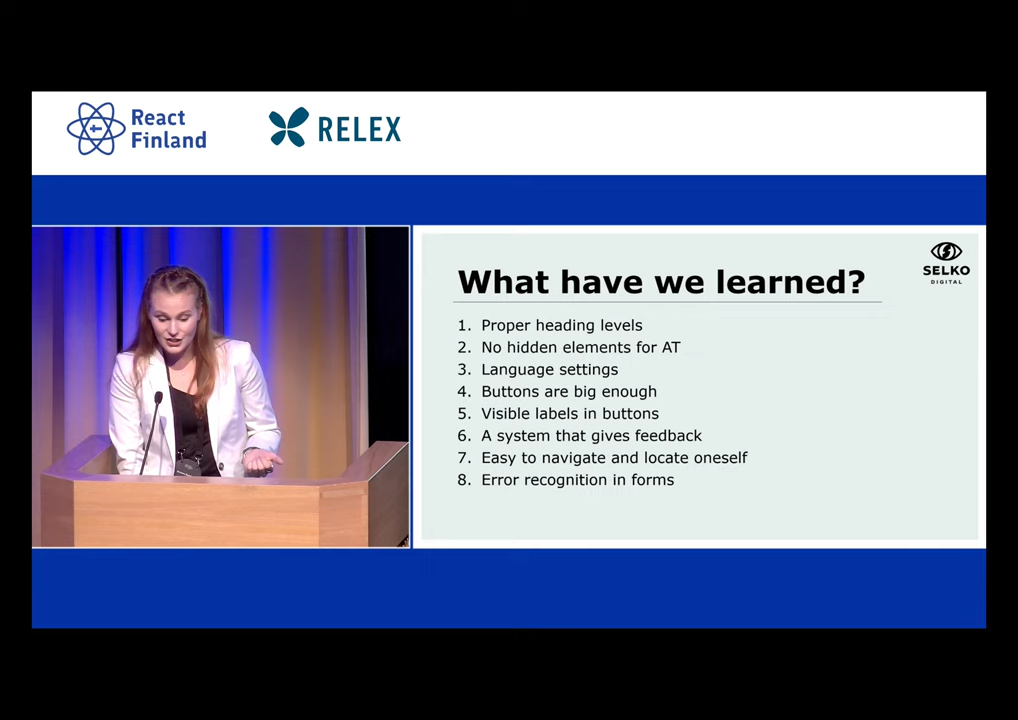 React
Finland
RELEX
SELKO
DIGITAL
What have we learned?
1. Proper heading levels
2. No hidden elements for AT
3. Language settings
4. Buttons are big enough
5. Visible labels in buttons
6. A system that gives feedback
7. Easy to navigate and locate oneself
8. Error recognition in forms